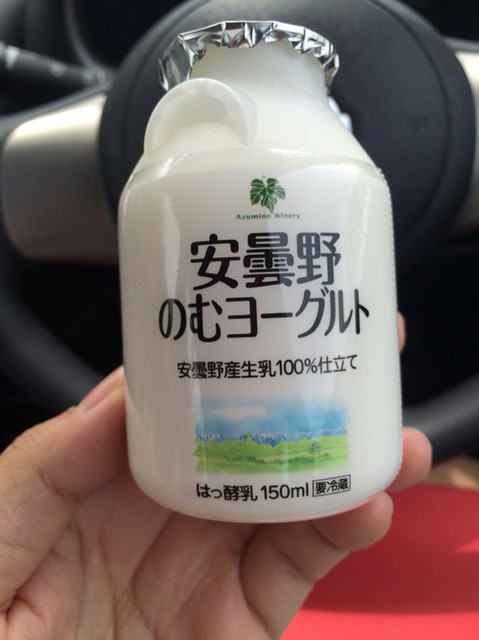 Azumino Winery
安曇野
のむヨーグルト
安曇野産生乳100%仕立て
はっ酵乳 150ml 要冷蔵